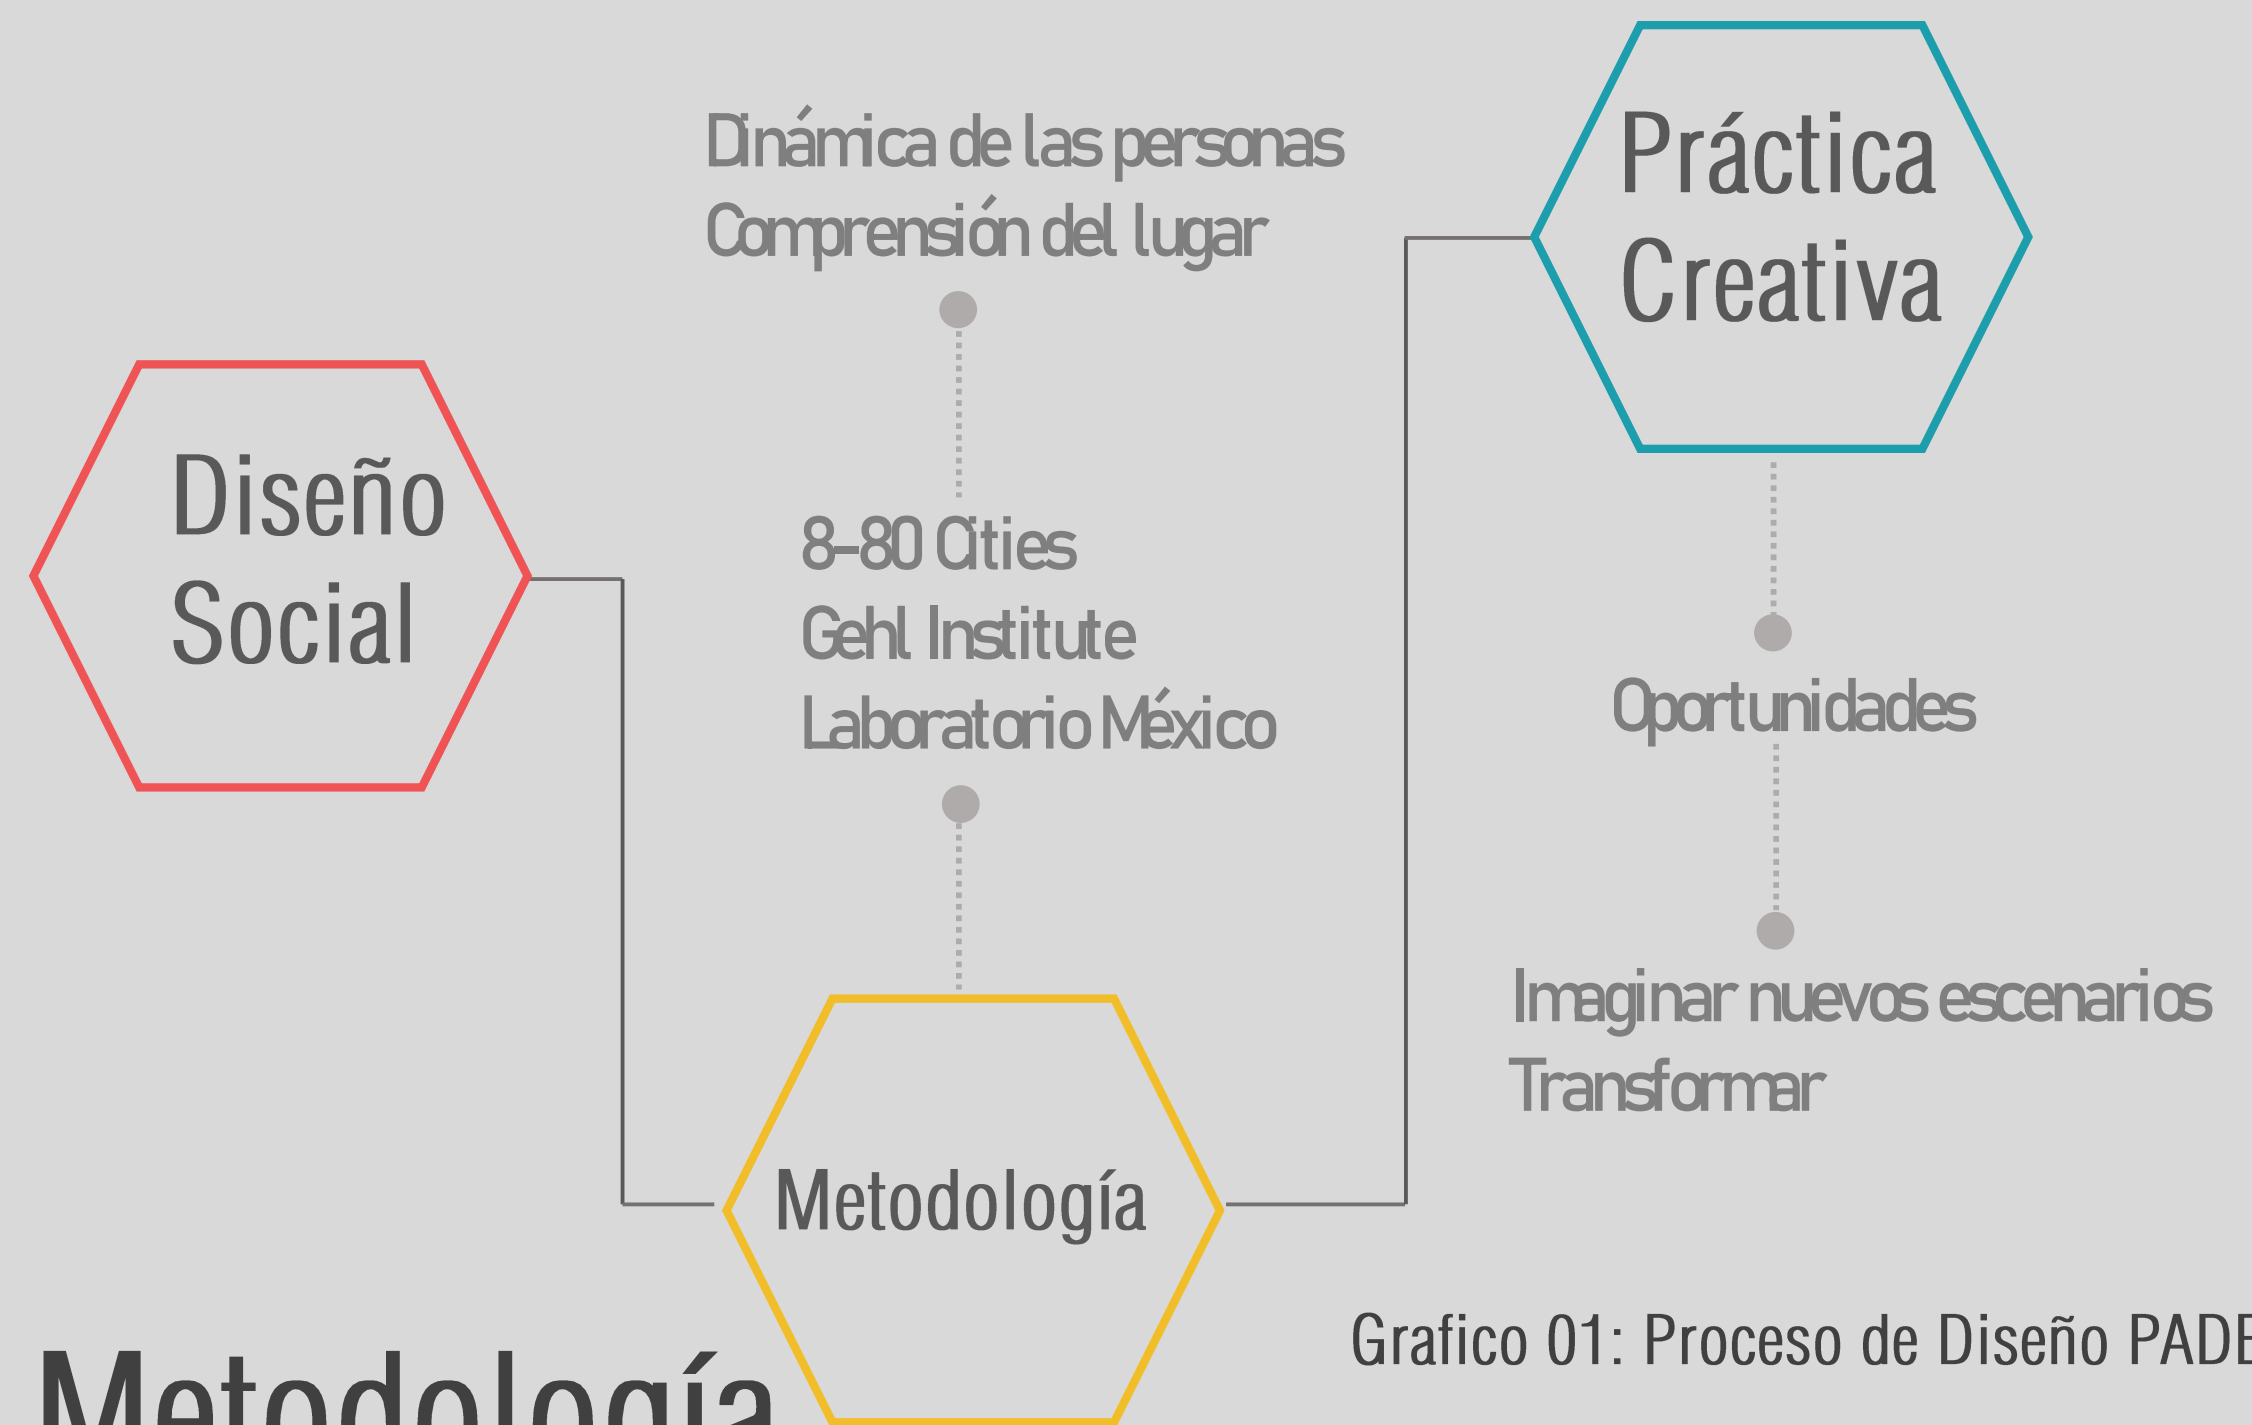 Dinámica de las personas
Comprensión del lugar
Práctica
Creativa
Diseño
Social
8-80 Cities
Gehl Institute
Laboratorio México
Oportunidades
Imaginar nuevos escenarios
Transformar
Metodología
Grafico 01: Proceso de Diseño
Metodología